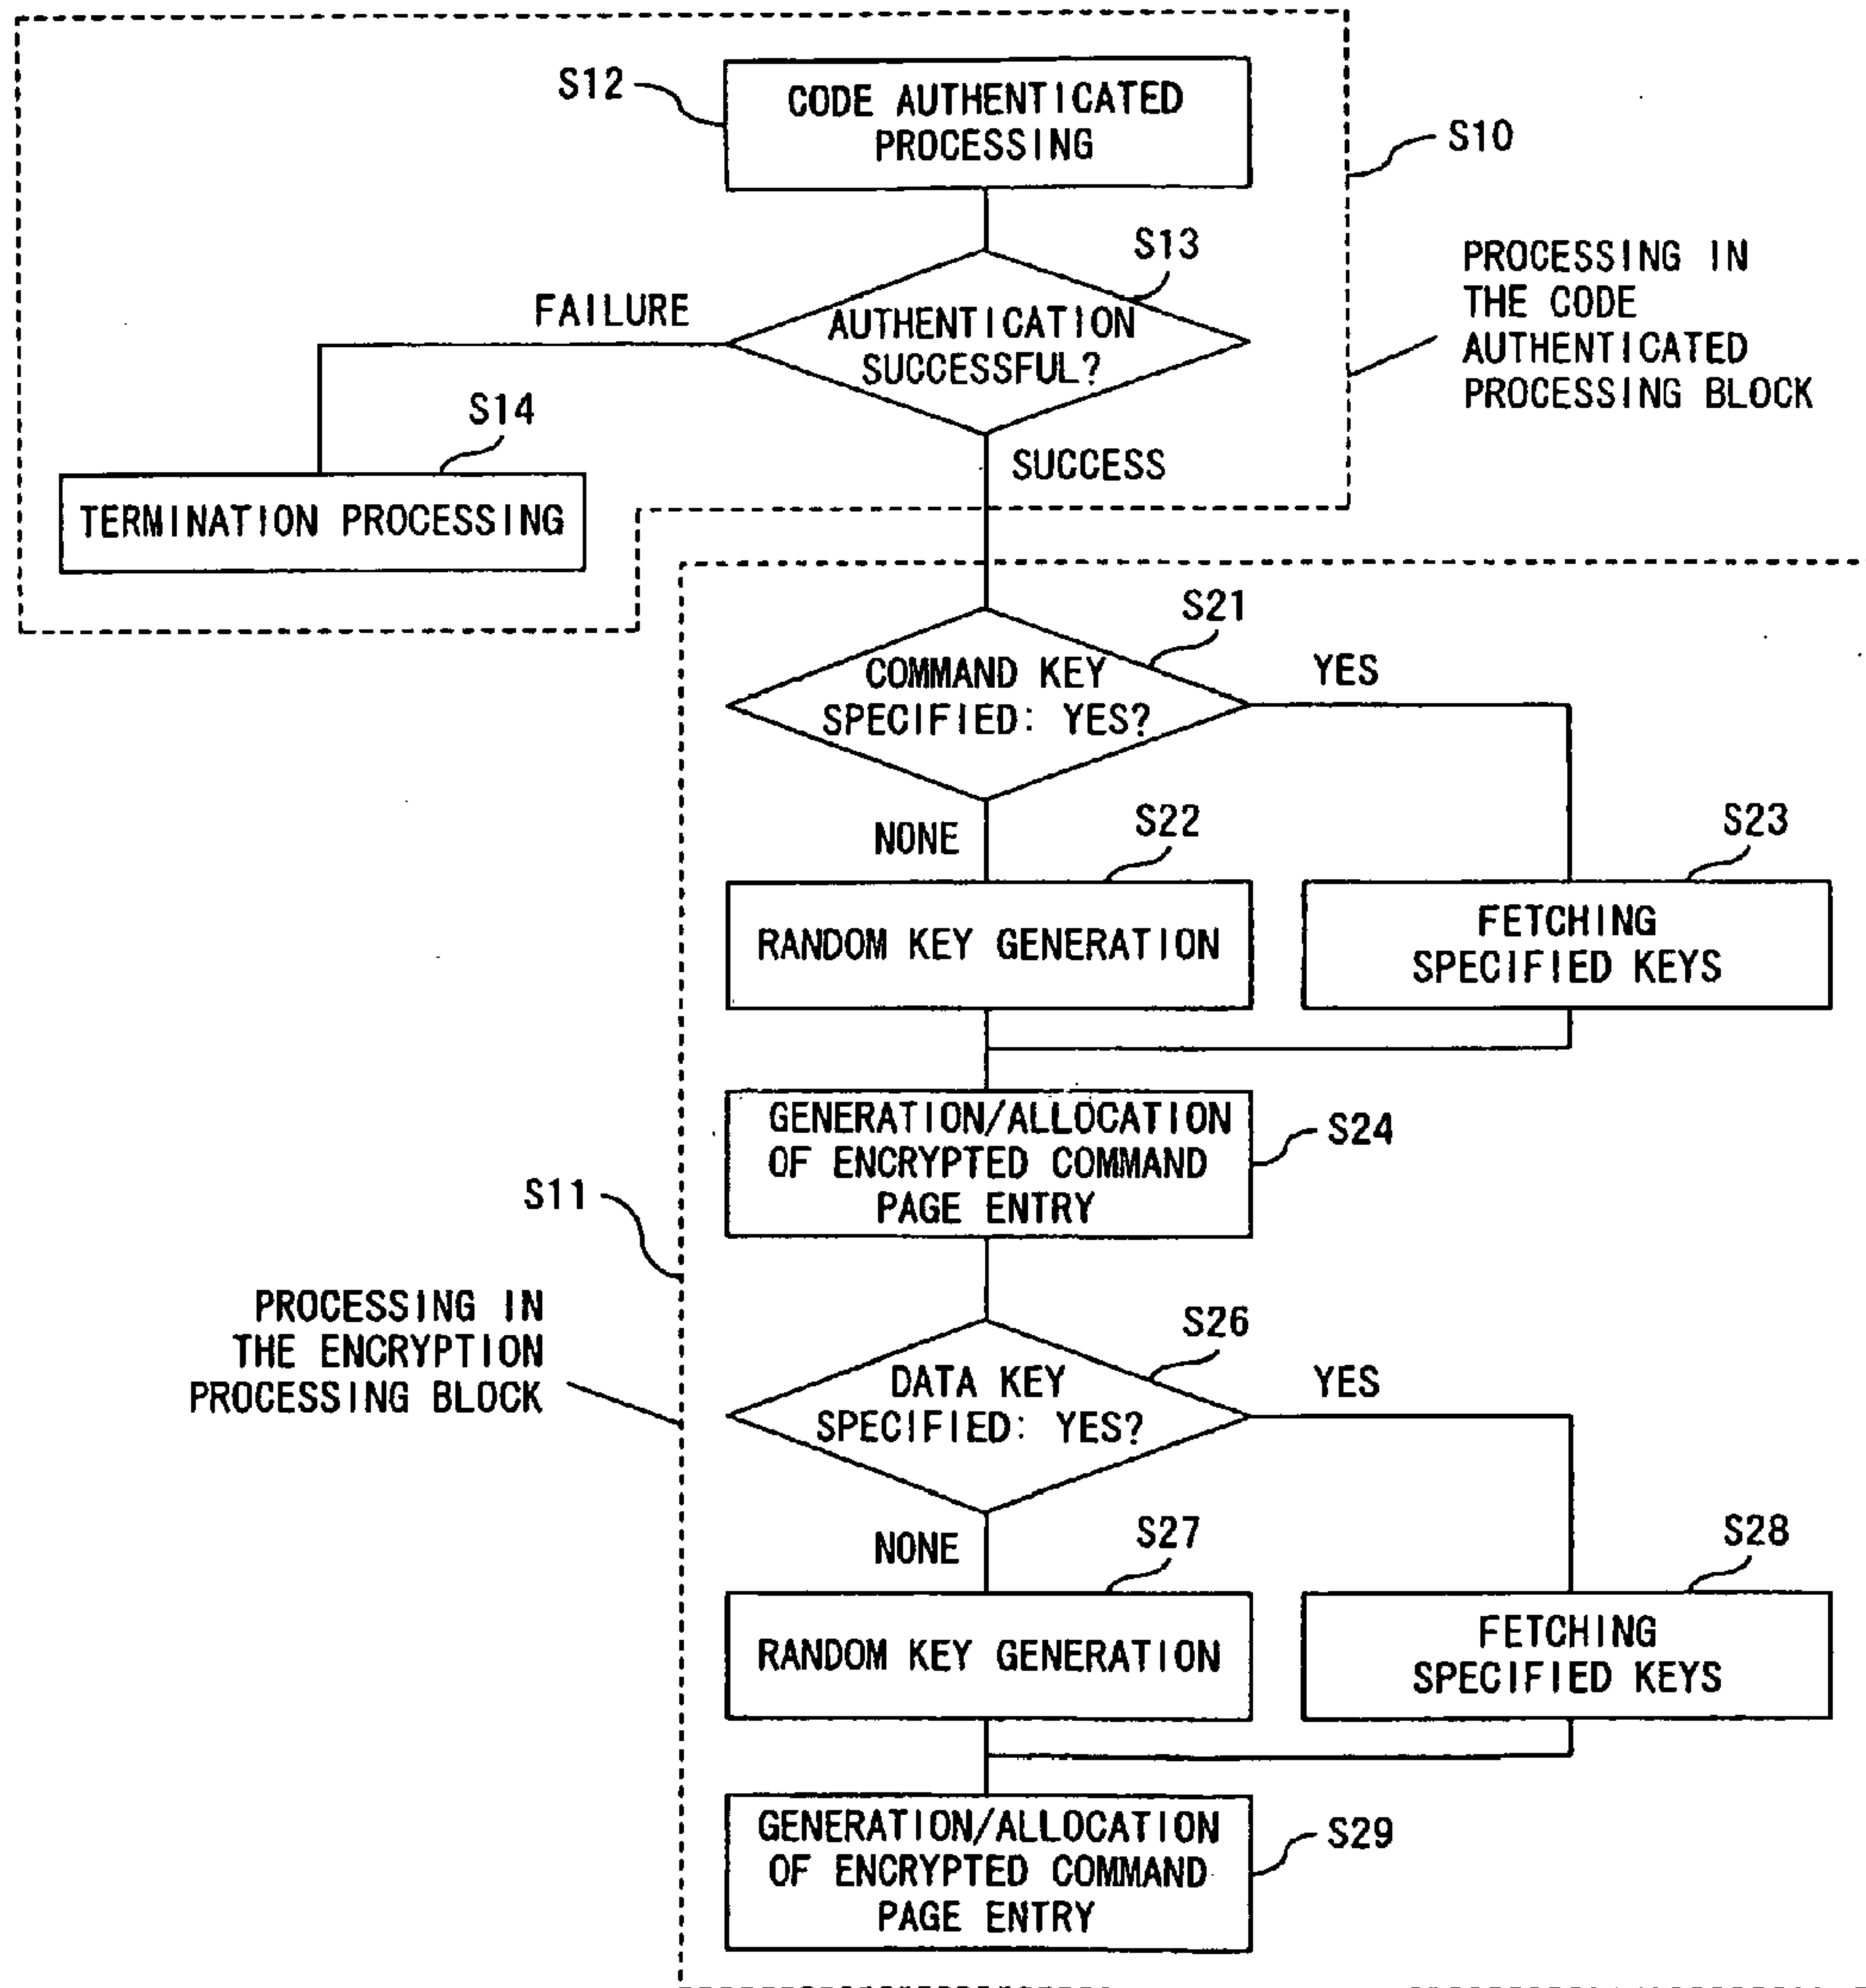 S12
CODE AUTHENTICATED
PROCESSING
S10
S13
PROCESSING IN
THE CODE
AUTHENTICATED
PROCESSING BLOCK
FAILURE
AUTHENTICATION
SUCCESSFUL?
S14
SUCCESS
TERMINATION PROCESSING
S21
COMMAND KEY
SPECIFIED: YES?
YES
NONE
S22
S23
RANDOM KEY GENERATION
FETCHING
SPECIFIED KEYS
GENERATION/ALLOCATION
OF ENCRYPTED COMMAND
PAGE ENTRY
S24
S11
PROCESSING IN
THE ENCRYPTION
PROCESSING BLOCK
S26
DATA KEY
SPECIFIED: YES?
YES
NONE
S27
S28
RANDOM KEY GENERATION
FETCHING
SPECIFIED KEYS
GENERATION/ALLOCATION
OF ENCRYPTED COMMAND
PAGE ENTRY
S29